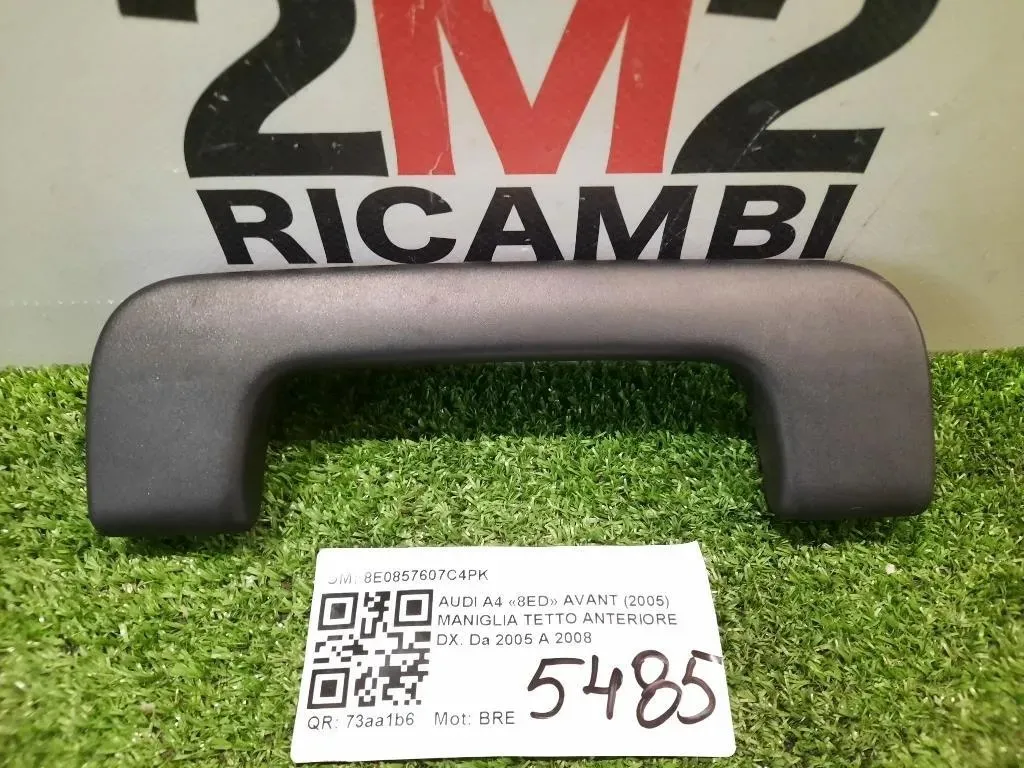 2M2
RICAMBI
OM: 8E0857607C4PK
AUDI A4 «8ED» AVANT (2005)
MANIGLIA TETTO ANTERIORE
DX. Da 2005 A 2008
5485
QR: 73aa1b6 Mot: BRE